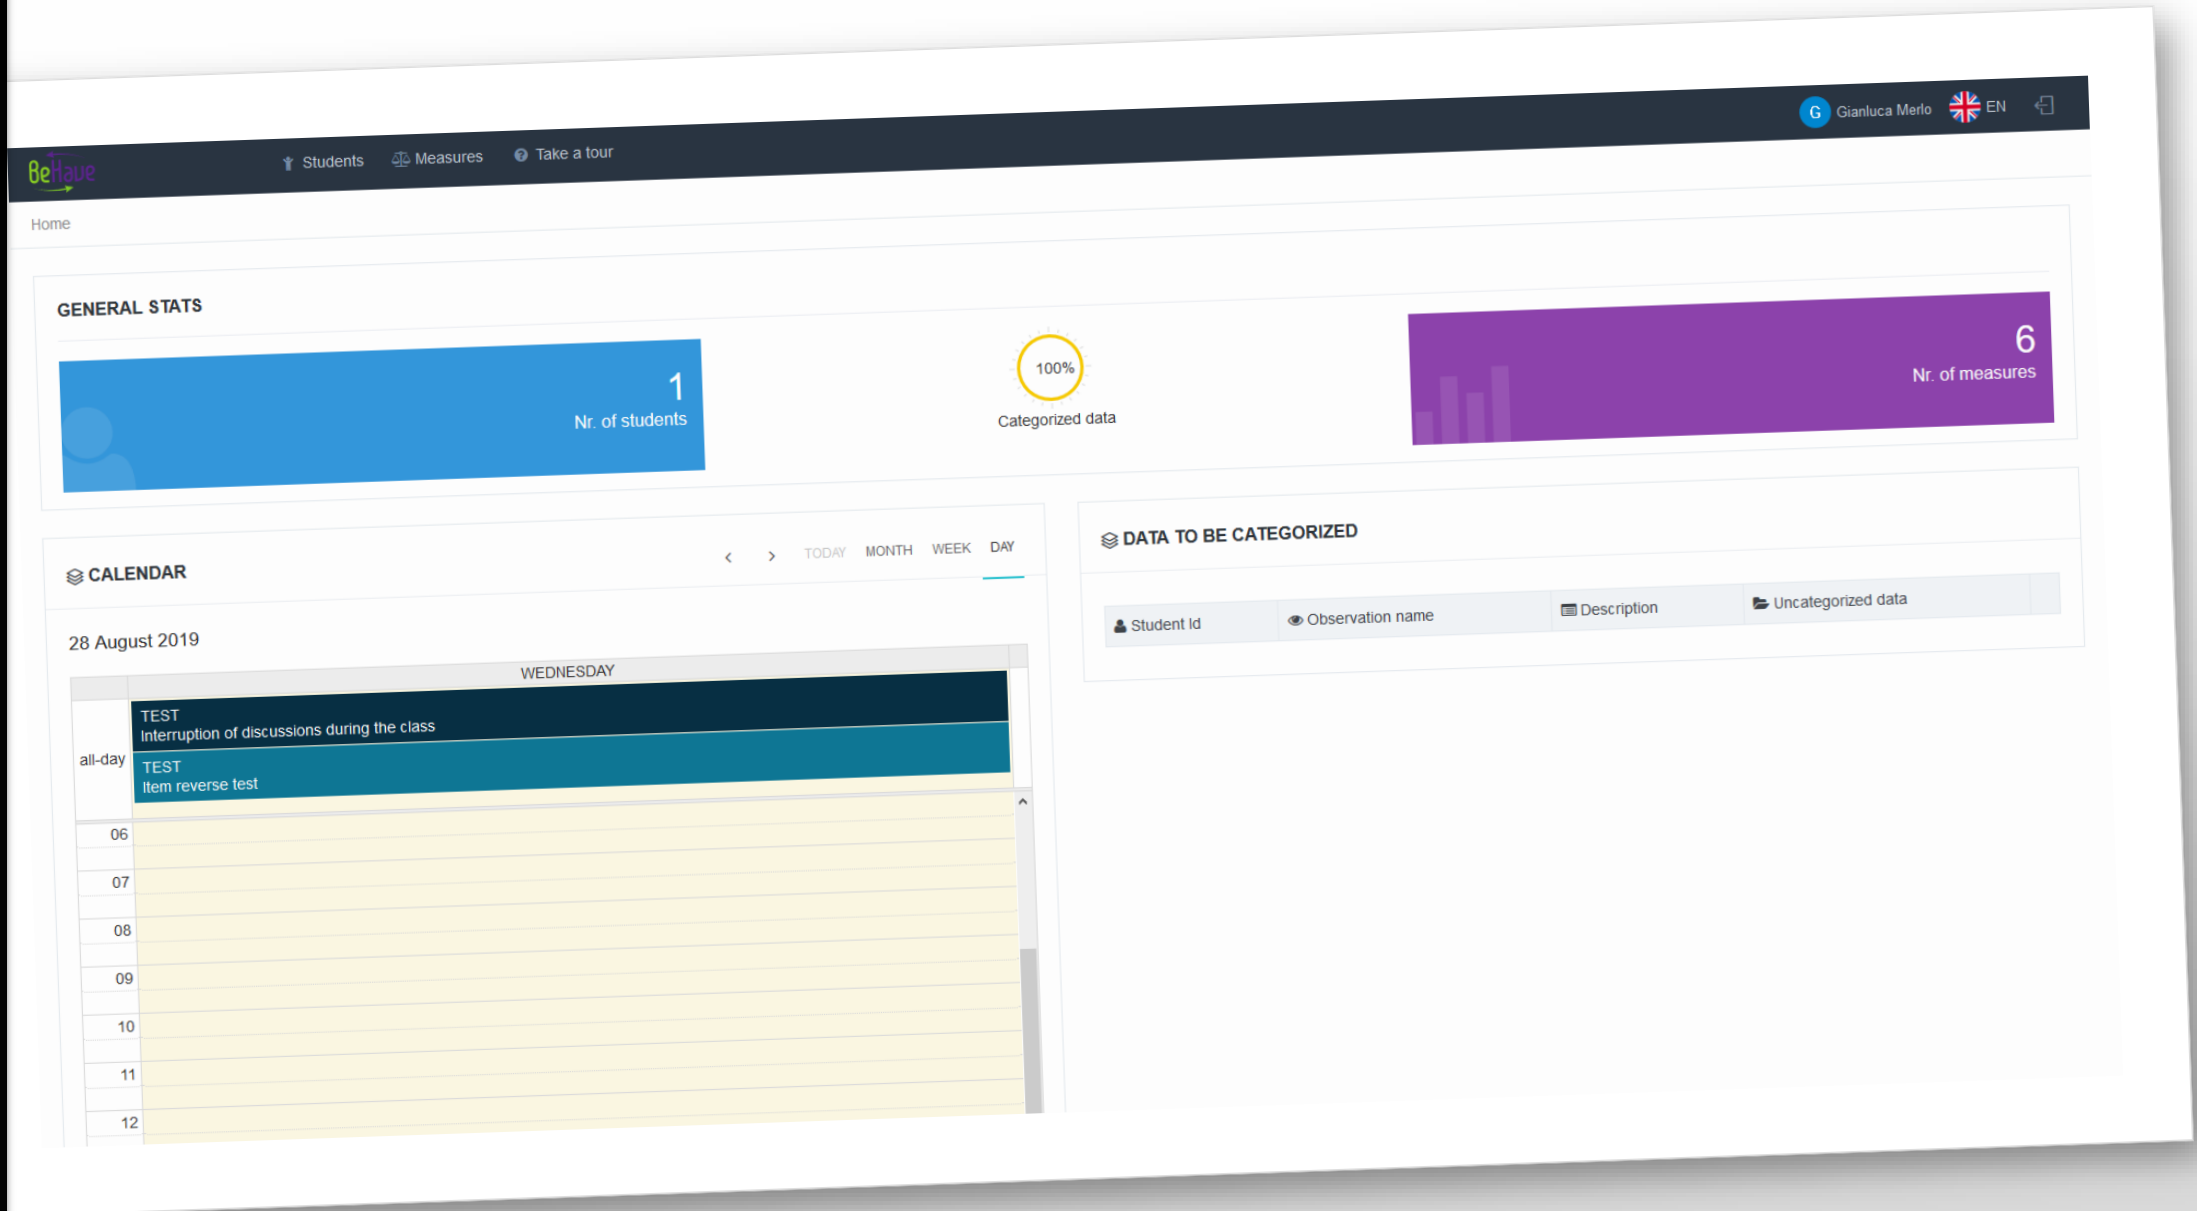 BeHave
Students Measures Take a tour
G Gianluca Merlo EN
Home
GENERAL STATS
1
Nr. of students
100%
Categorized data
6
Nr. of measures
CALENDAR
TODAY MONTH WEEK DAY
28 August 2019
WEDNESDAY
all-day
TEST
Interruption of discussions during the class
TEST
Item reverse test
06
07
08
09
10
11
12
DATA TO BE CATEGORIZED
Student Id Observation name Description Uncategorized data